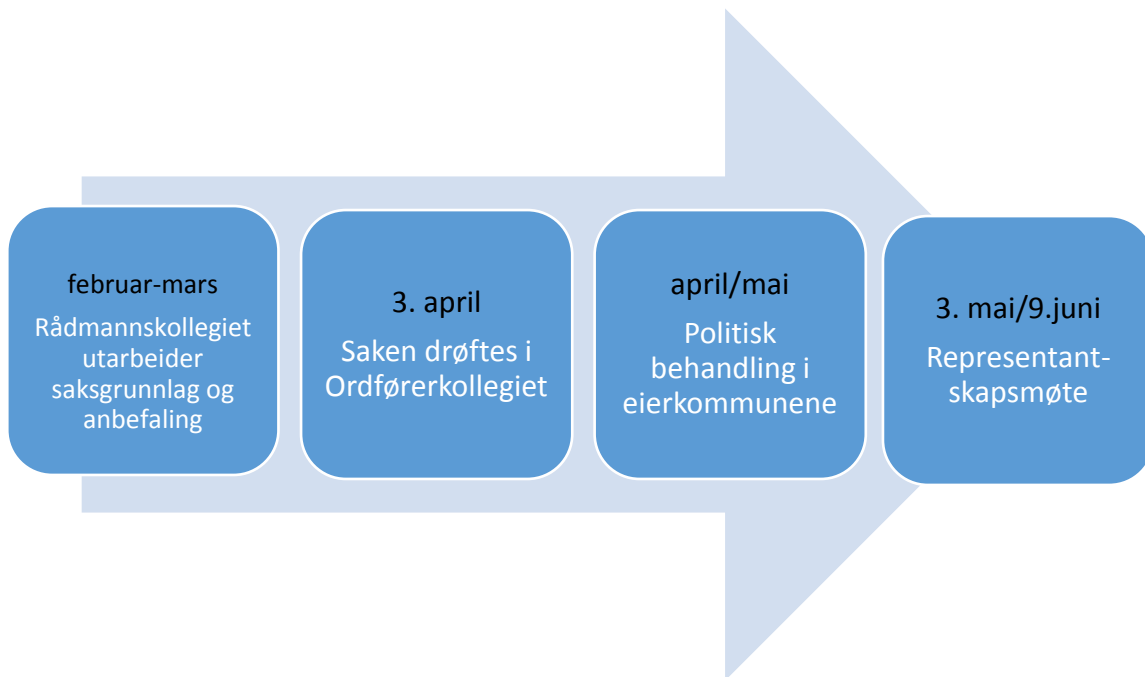 februar-mars
Rådmannskollegiet
utarbeider
saksgrunnlag og
anbefaling
3. april
Saken drøftes i
Ordførerkollegiet
april/mai
Politisk
behandling i
eierkommunene
3. mai/9.juni
Representant-
skapsmøte